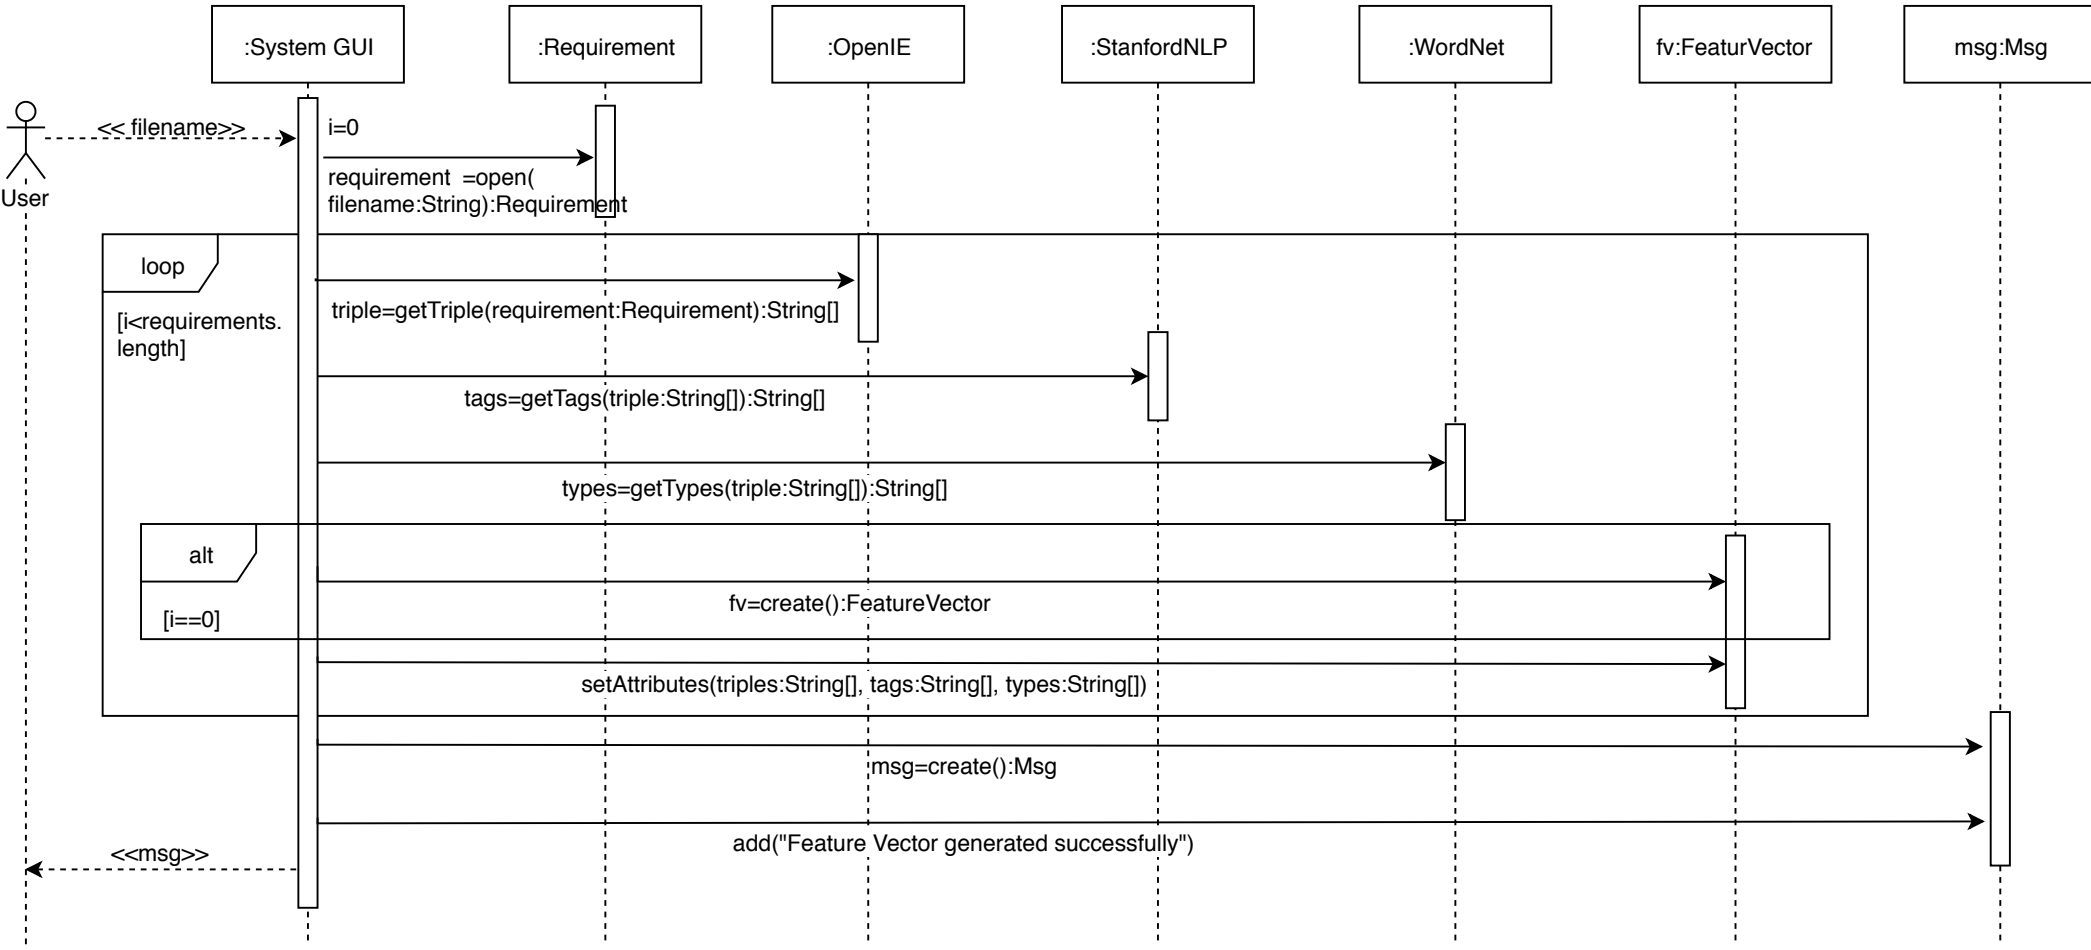 :System GUI
:Requirement
:OpenIE
:StanfordNLP
:WordNet
fv:FeaturVector
msg:Msg
<< filename>>
i=0
requirement =open(
filename:String):Requirement
User
loop
[i<requirements.
length]
triple=getTriple(requirement:Requirement):String[]
tags=getTags(triple:String[]):String[]
types=getTypes(triple:String[]):String[]
alt
[i==0]
fv=create():FeatureVector
setAttributes(triples:String[], tags:String[], types:String[])
msg=create():Msg
add("Feature Vector generated successfully")
<<msg>>